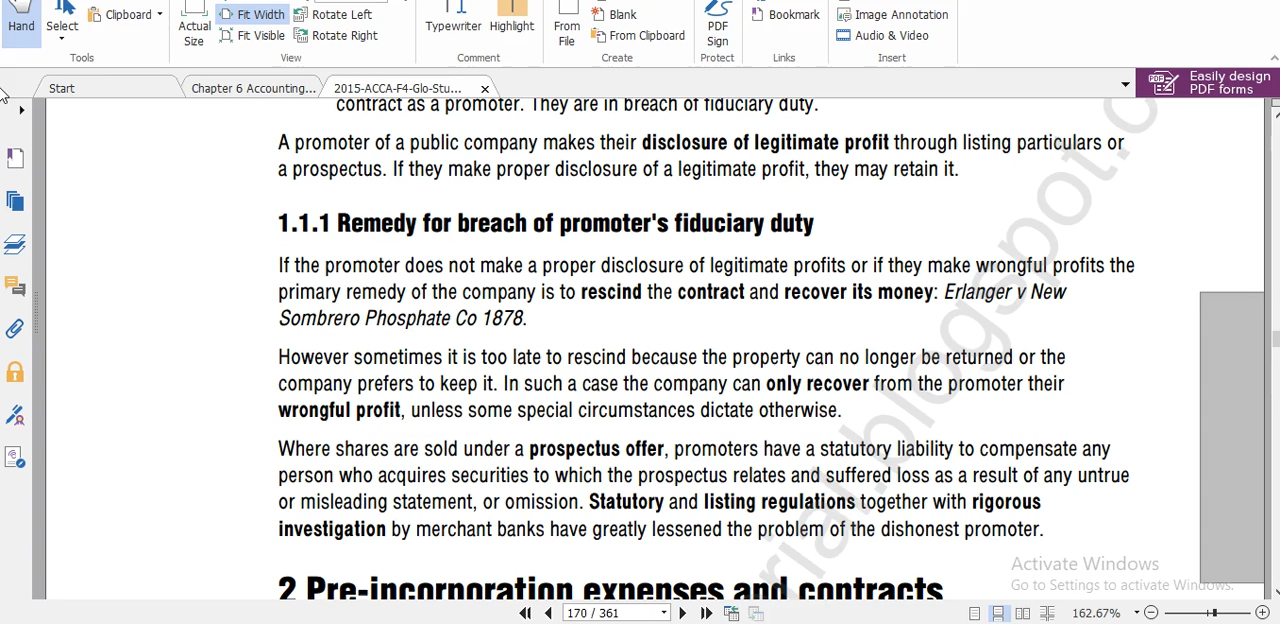 Hand
Select
Clipboard
Actual Size
Fit Width
Fit Visible
Rotate Left
Rotate Right
Typewriter
Highlight
From File
Blank
From Clipboard
PDF Sign
Bookmark
Image Annotation
Audio & Video
Tools
View
Comment
Create
Protect
Links
Insert
Start
Chapter 6 Accounting...
2015-ACCA-F4-Glo-Stu...
Easily design
PDF forms
contract as a promoter. They are in breach of fiduciary duty.
A promoter of a public company makes their disclosure of legitimate profit through listing particulars or
a prospectus. If they make proper disclosure of a legitimate profit, they may retain it.
1.1.1 Remedy for breach of promoter's fiduciary duty
If the promoter does not make a proper disclosure of legitimate profits or if they make wrongful profits the
primary remedy of the company is to rescind the contract and recover its money: Erlanger v New
Sombrero Phosphate Co 1878.
However sometimes it is too late to rescind because the property can no longer be returned or the
company prefers to keep it. In such a case the company can only recover from the promoter their
wrongful profit, unless some special circumstances dictate otherwise.
Where shares are sold under a prospectus offer, promoters have a statutory liability to compensate any
person who acquires securities to which the prospectus relates and suffered loss as a result of any untrue
or misleading statement, or omission. Statutory and listing regulations together with rigorous
investigation by merchant banks have greatly lessened the problem of the dishonest promoter.
2 Pre-incorporation expenses and contracts
rial.blogspot.c
Activate Windows
Go to Settings to activate Windows.
170 / 361
162.67%